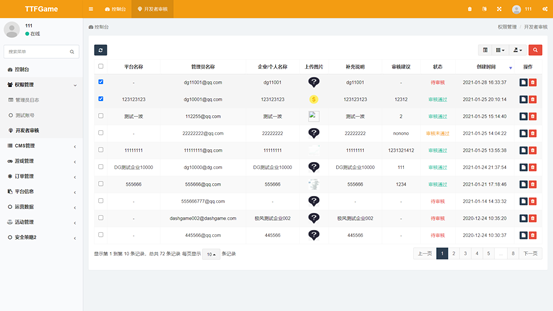 TTFGame
控制台
开发者审核
111
111
在线
搜索菜单
控制台
权限管理
管理员日志
测试账号
开发者审核
CMS管理
游戏管理
订单管理
平台信息
运营数据
活动管理
安全策略2
控制台
权限管理 / 开发者审核
平台名称 管理员名称 企业/个人名称 上传图片 补充说明 审核建议 状态 创建时间 操作
- dg11001@qq.com dg11001 dg11001 - 待审核 2021-01-28 16:33:37
123123123 dg10001@qq.com 123123123 123123123 12312 审核通过 2021-01-25 20:10:14
测试一波 112255@qq.com 测试一波 测试一波 2 审核通过 2021-01-25 15:14:40
- 22222222@qq.com 22222222 22222222 nonono 审核未通过 2021-01-25 14:04:22
11111111 11111111@qq.com 11111111 11111111 1231321412 审核通过 2021-01-25 13:55:38
DG测试企业10000 dg10000@dg.com DG测试企业10000 DG测试企业10000 111 审核通过 2021-01-24 21:37:54
555666 555666@qq.com 555666 555666 1234 审核通过 2021-01-21 17:18:46
- 555666777@qq.com - - - 待审核 2021-01-14 14:33:32
- dashgame002@dashgame.com 极风测试企业002 极风测试企业002 - 待审核 2020-12-24 10:35:20
- 445566@qq.com 445566 445566 - 待审核 2020-12-24 10:30:37
显示第 1 到第 10 条记录，总共 72 条记录 每页显示 10 条记录
上一页 1 2 3 4 5 ... 8 下一页